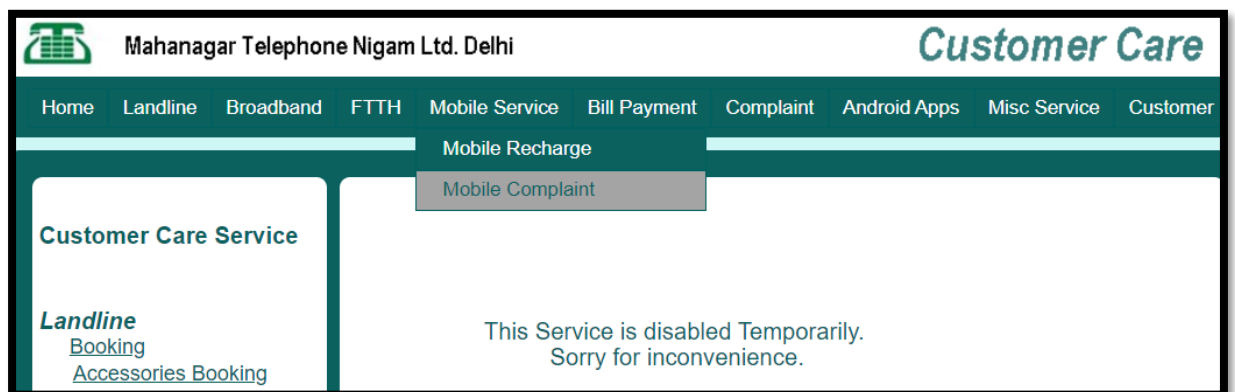 Mahanagar Telephone Nigam Ltd. Delhi
Customer Care
Home Landline Broadband FTTH Mobile Service Bill Payment Complaint Android Apps Misc Service Customer
Mobile Recharge
Mobile Complaint
Customer Care Service
Landline
Booking
Accessories Booking
This Service is disabled Temporarily.
Sorry for inconvenience.